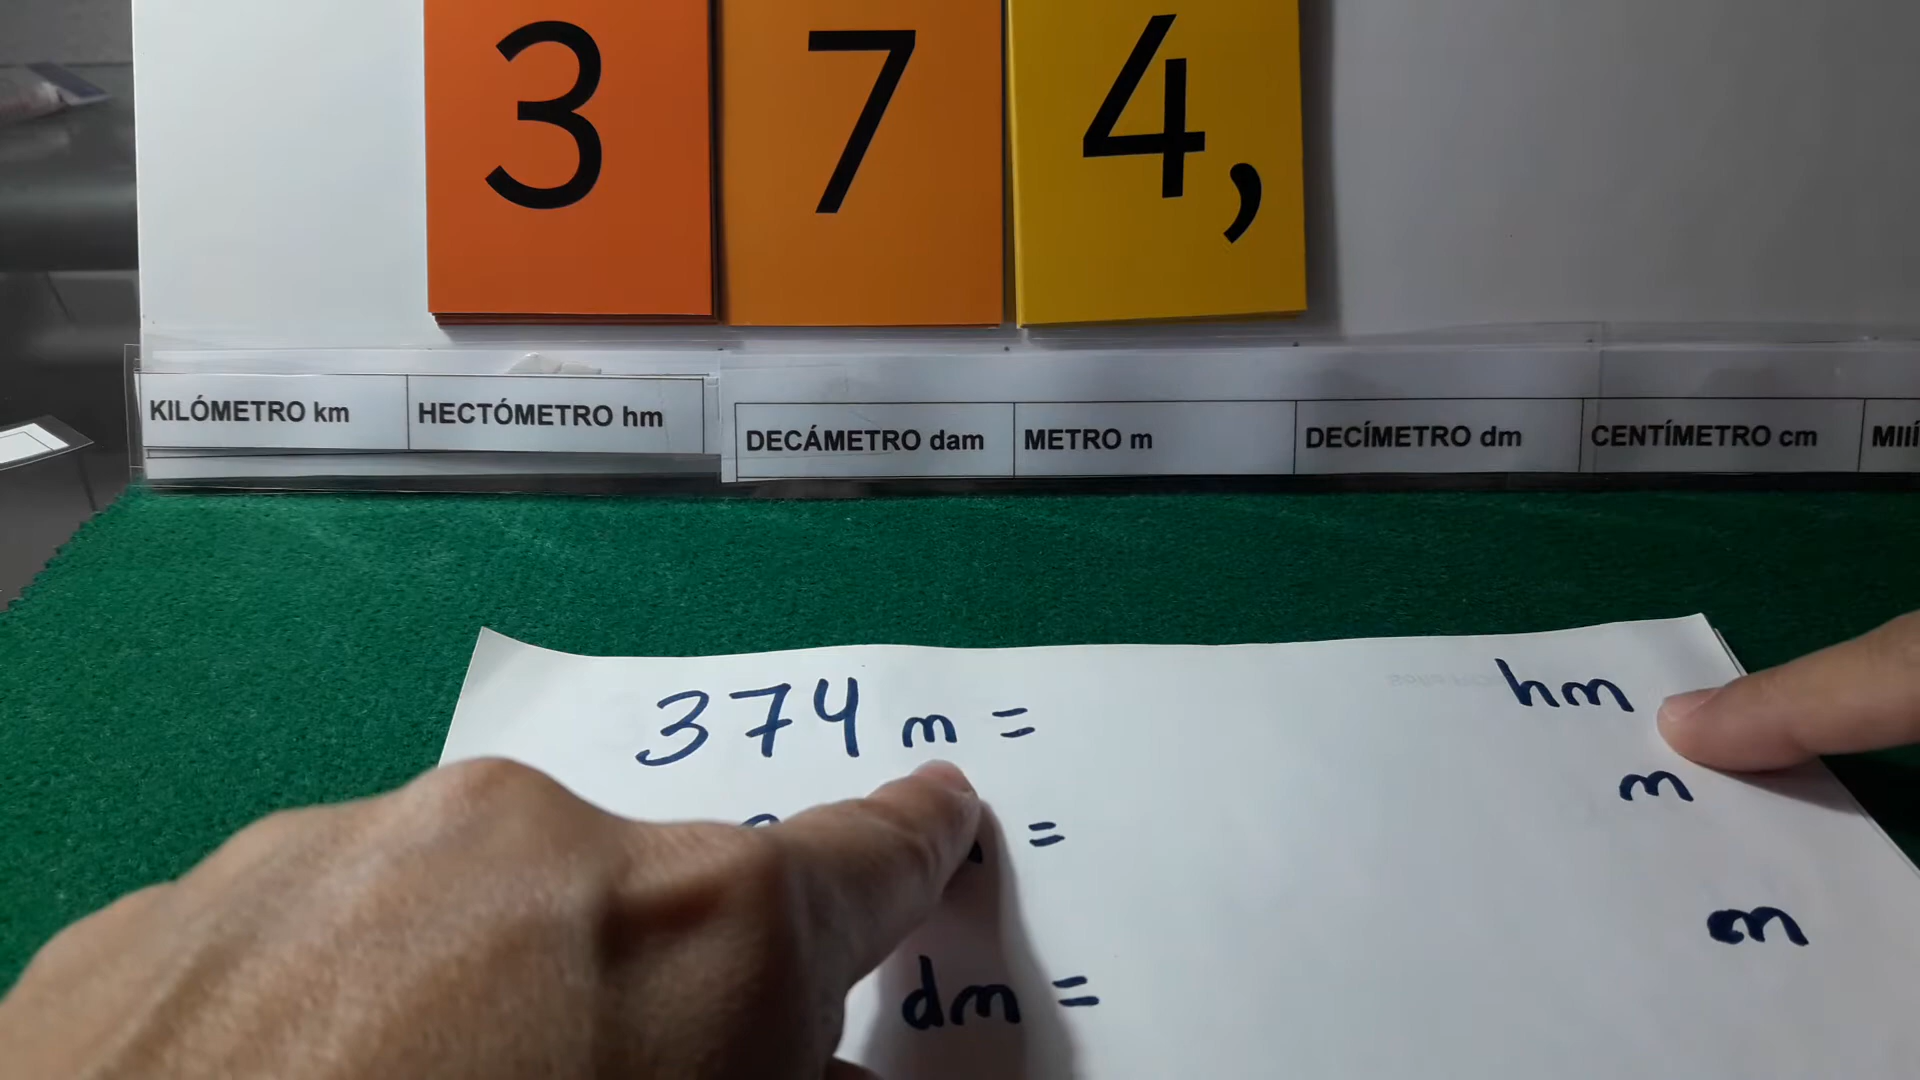 3 7 4,
KILÓMETRO km HECTÓMETRO hm DECÁMETRO dam METRO m DECÍMETRO dm CENTÍMETRO cm
374 m = hm
= m
m
dm =